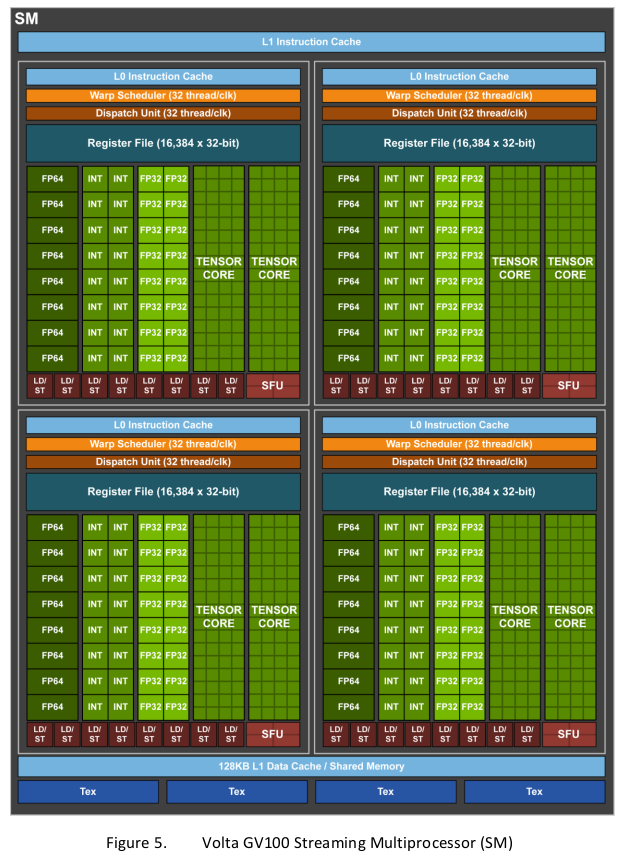 SM
L1 Instruction Cache
L0 Instruction Cache
Warp Scheduler (32 thread/clk)
Dispatch Unit (32 thread/clk)
Register File (16,384 x 32-bit)
FP64 INT INT FP32 FP32
FP64 INT INT FP32 FP32
FP64 INT INT FP32 FP32
FP64 INT INT FP32 FP32
TENSOR CORE TENSOR CORE
FP64 INT INT FP32 FP32
FP64 INT INT FP32 FP32
FP64 INT INT FP32 FP32
FP64 INT INT FP32 FP32
LD/ST LD/ST LD/ST LD/ST LD/ST LD/ST LD/ST LD/ST SFU
L0 Instruction Cache
Warp Scheduler (32 thread/clk)
Dispatch Unit (32 thread/clk)
Register File (16,384 x 32-bit)
FP64 INT INT FP32 FP32
FP64 INT INT FP32 FP32
FP64 INT INT FP32 FP32
FP64 INT INT FP32 FP32
TENSOR CORE TENSOR CORE
FP64 INT INT FP32 FP32
FP64 INT INT FP32 FP32
FP64 INT INT FP32 FP32
FP64 INT INT FP32 FP32
LD/ST LD/ST LD/ST LD/ST LD/ST LD/ST LD/ST LD/ST SFU
L0 Instruction Cache
Warp Scheduler (32 thread/clk)
Dispatch Unit (32 thread/clk)
Register File (16,384 x 32-bit)
FP64 INT INT FP32 FP32
FP64 INT INT FP32 FP32
FP64 INT INT FP32 FP32
FP64 INT INT FP32 FP32
TENSOR CORE TENSOR CORE
FP64 INT INT FP32 FP32
FP64 INT INT FP32 FP32
FP64 INT INT FP32 FP32
FP64 INT INT FP32 FP32
LD/ST LD/ST LD/ST LD/ST LD/ST LD/ST LD/ST LD/ST SFU
L0 Instruction Cache
Warp Scheduler (32 thread/clk)
Dispatch Unit (32 thread/clk)
Register File (16,384 x 32-bit)
FP64 INT INT FP32 FP32
FP64 INT INT FP32 FP32
FP64 INT INT FP32 FP32
FP64 INT INT FP32 FP32
TENSOR CORE TENSOR CORE
FP64 INT INT FP32 FP32
FP64 INT INT FP32 FP32
FP64 INT INT FP32 FP32
FP64 INT INT FP32 FP32
LD/ST LD/ST LD/ST LD/ST LD/ST LD/ST LD/ST LD/ST SFU
128KB L1 Data Cache / Shared Memory
Tex Tex Tex Tex
Figure 5. Volta GV100 Streaming Multiprocessor (SM)